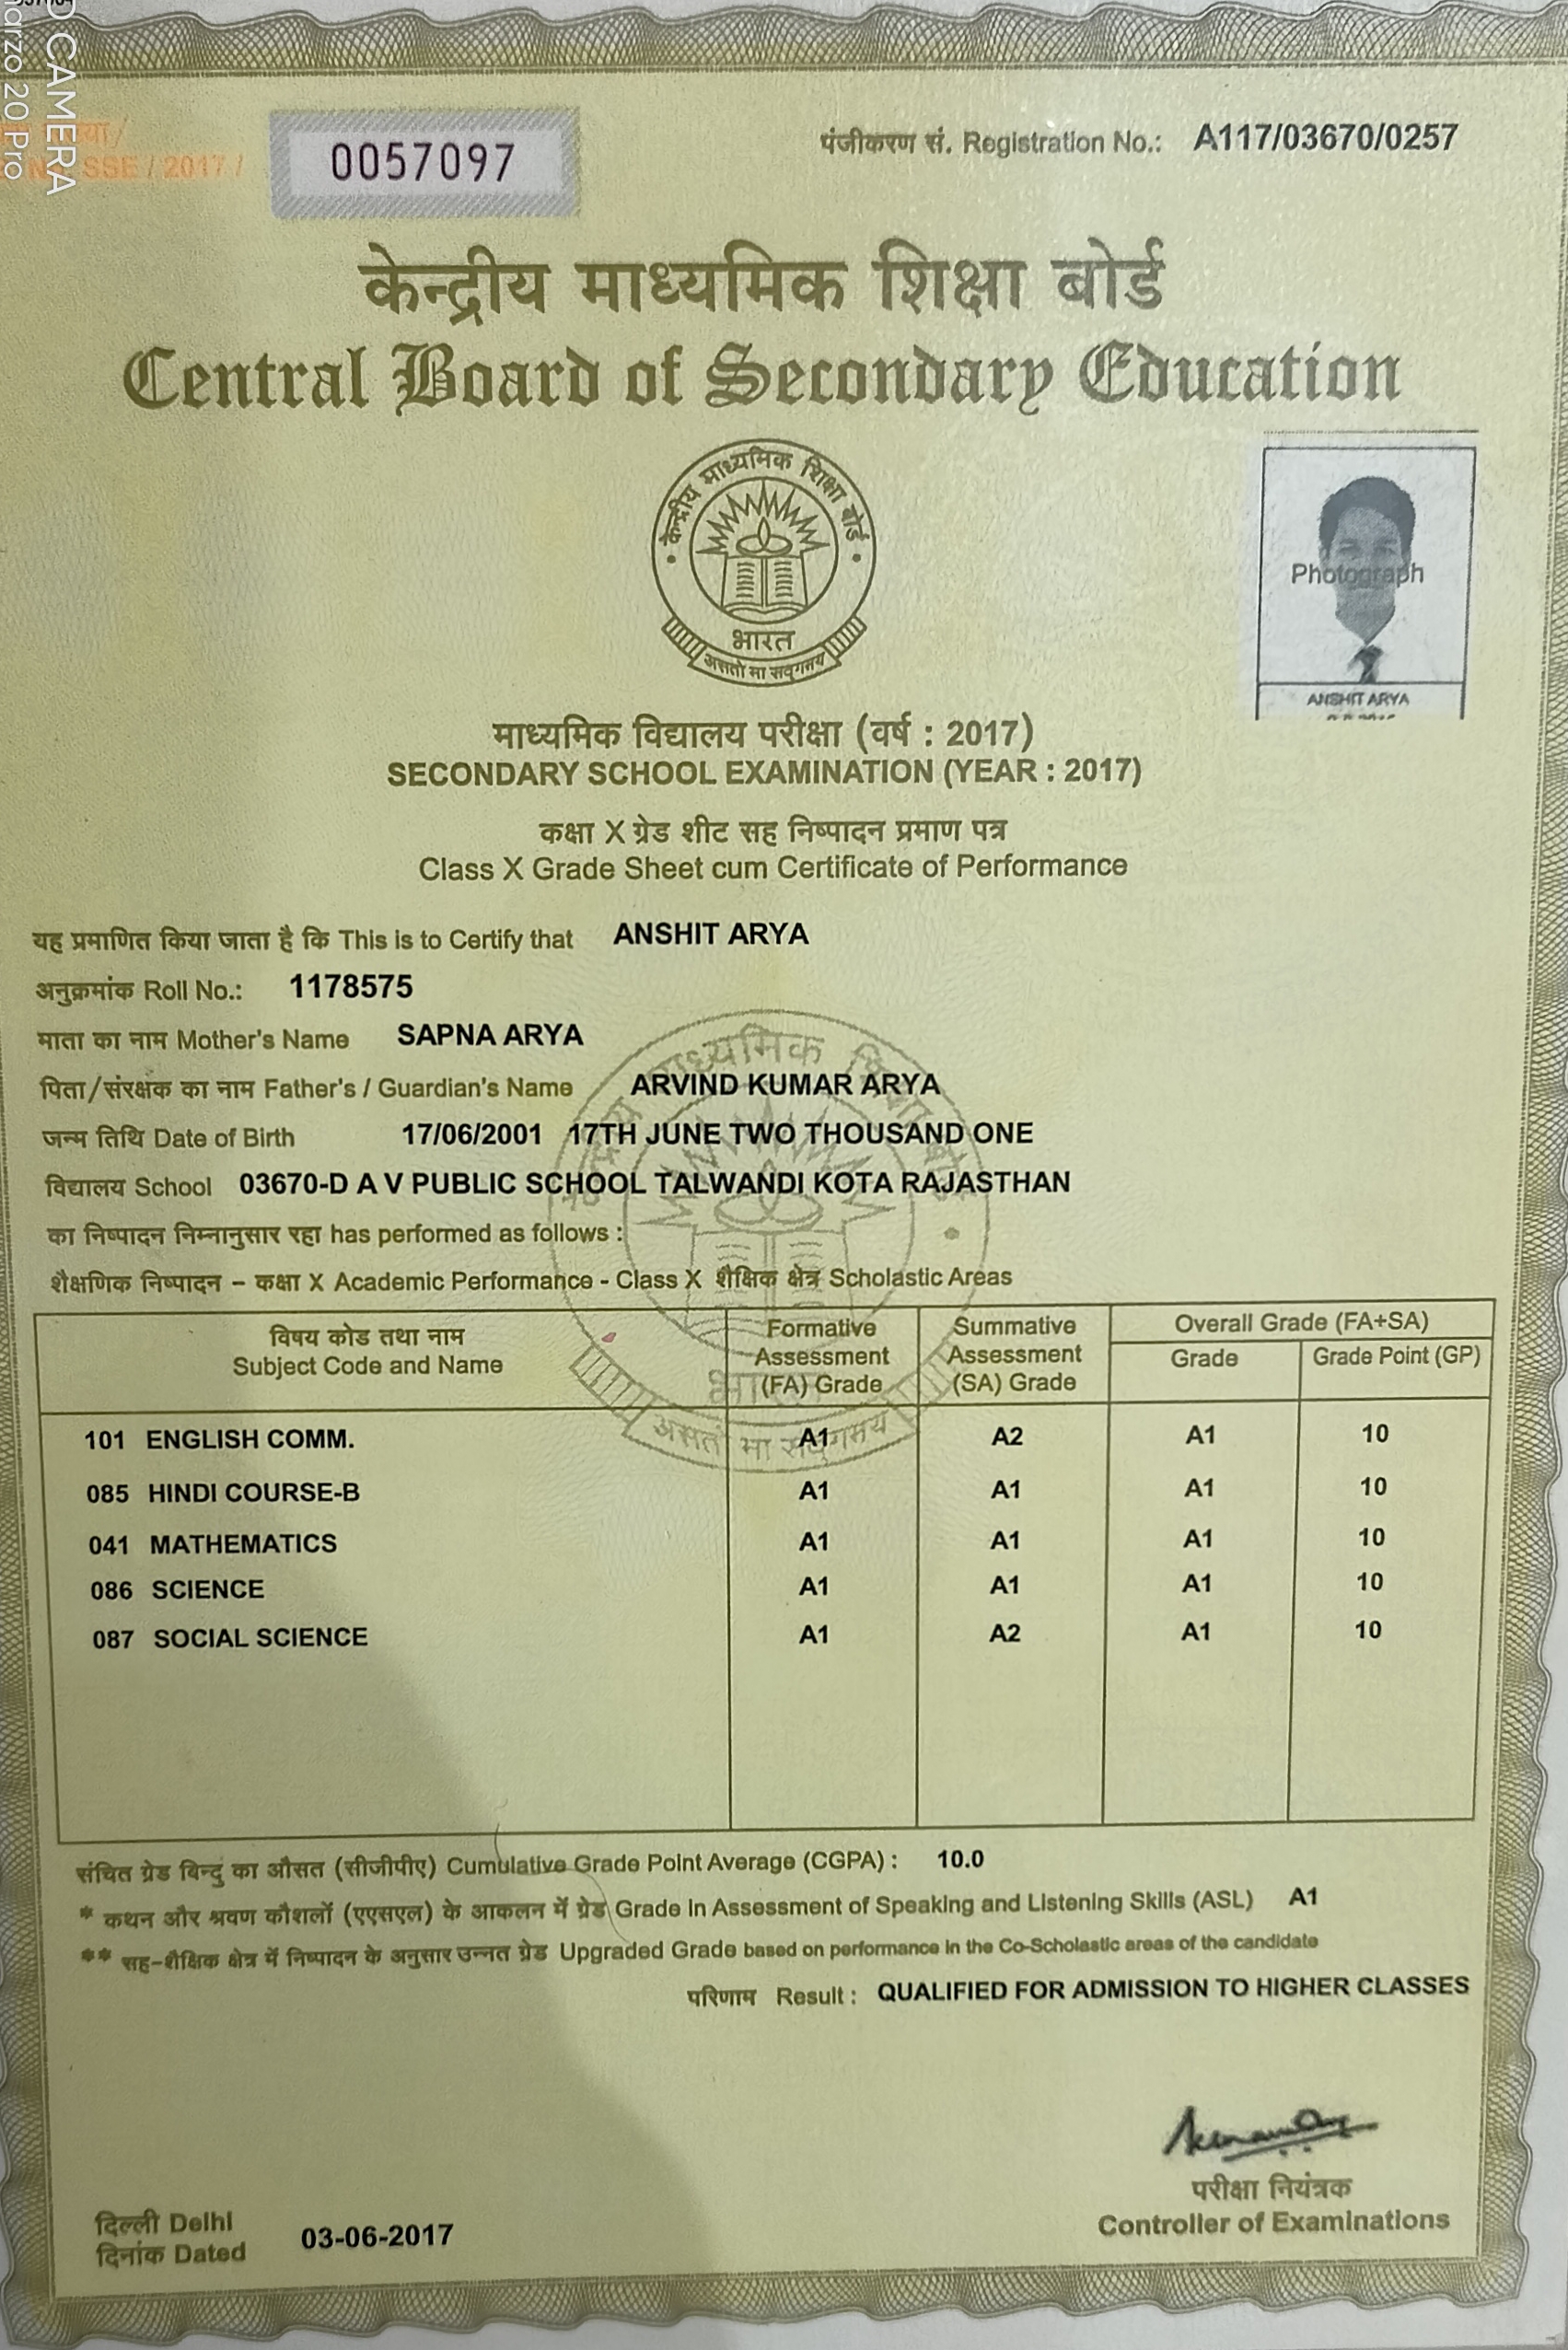 CAMERA
narzo 20 Pro
SSE / 2017 /
0057097
पंजीकरण सं. Registration No.: A117/03670/0257
केन्द्रीय माध्यमिक शिक्षा बोर्ड
Central Board of Secondary Education
केन्द्रीय माध्यमिक शिक्षा बोर्ड
भारत
असतो मा सद्गमय
Photograph
ANSHIT ARYA
माध्यमिक विद्यालय परीक्षा (वर्ष : 2017)
SECONDARY SCHOOL EXAMINATION (YEAR : 2017)
कक्षा X ग्रेड शीट सह निष्पादन प्रमाण पत्र
Class X Grade Sheet cum Certificate of Performance
यह प्रमाणित किया जाता है कि This is to Certify that ANSHIT ARYA
अनुक्रमांक Roll No.: 1178575
माता का नाम Mother's Name SAPNA ARYA
पिता/संरक्षक का नाम Father's / Guardian's Name ARVIND KUMAR ARYA
जन्म तिथि Date of Birth 17/06/2001 17TH JUNE TWO THOUSAND ONE
विद्यालय School 03670-D A V PUBLIC SCHOOL TALWANDI KOTA RAJASTHAN
का निष्पादन निम्नानुसार रहा has performed as follows :
शैक्षणिक निष्पादन – कक्षा X Academic Performance - Class X शैक्षिक क्षेत्र Scholastic Areas
विषय कोड तथा नाम
Subject Code and Name
Formative
Assessment
(FA) Grade
Summative
Assessment
(SA) Grade
Overall Grade (FA+SA)
Grade Grade Point (GP)
101 ENGLISH COMM. A1 A2 A1 10
085 HINDI COURSE-B A1 A1 A1 10
041 MATHEMATICS A1 A1 A1 10
086 SCIENCE A1 A1 A1 10
087 SOCIAL SCIENCE A1 A2 A1 10
संचित ग्रेड बिन्दु का औसत (सीजीपीए) Cumulative Grade Point Average (CGPA) : 10.0
* कथन और श्रवण कौशलों (एएसएल) के आकलन में ग्रेड Grade in Assessment of Speaking and Listening Skills (ASL) A1
** सह-शैक्षिक क्षेत्र में निष्पादन के अनुसार उन्नत ग्रेड Upgraded Grade based on performance in the Co-Scholastic areas of the candidate
परिणाम Result : QUALIFIED FOR ADMISSION TO HIGHER CLASSES
परीक्षा नियंत्रक
Controller of Examinations
दिल्ली Delhi
दिनांक Dated 03-06-2017